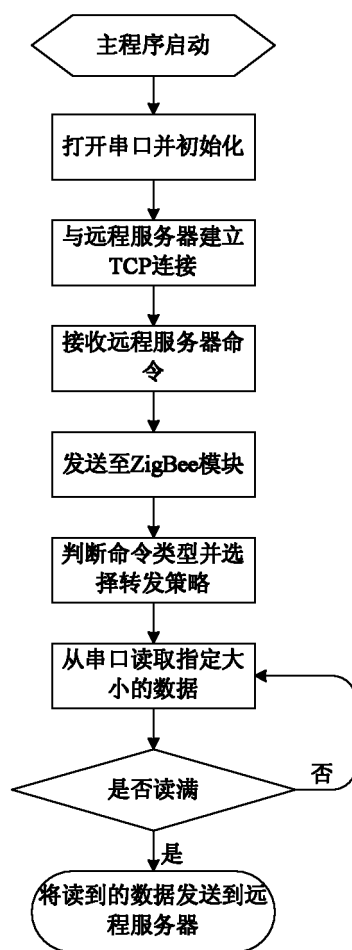 主程序启动
打开串口并初始化
与远程服务器建立
TCP连接
接收远程服务器命
令
发送至ZigBee模块
判断命令类型并选
择转发策略
从串口读取指定大
小的数据
是否读满
否
是
将读到的数据发送到远
程服务器